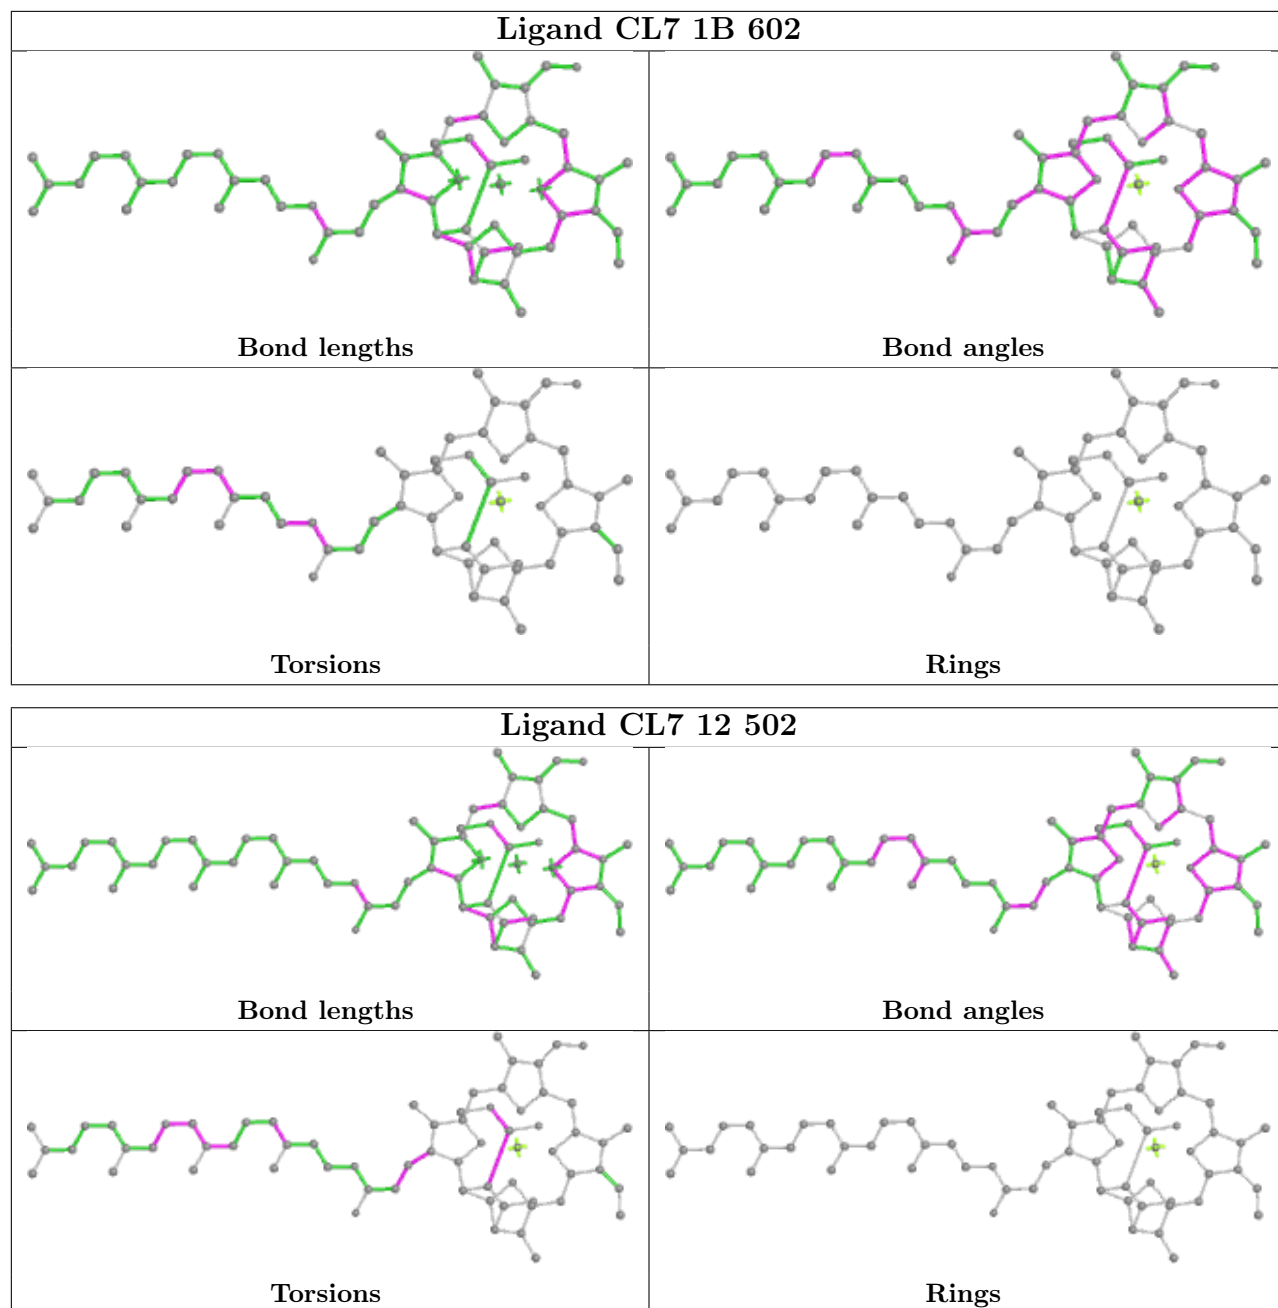 Ligand CL7 1B 602
Bond lengths
Bond angles
Torsions
Rings
Ligand CL7 12 502
Bond lengths
Bond angles
Torsions
Rings